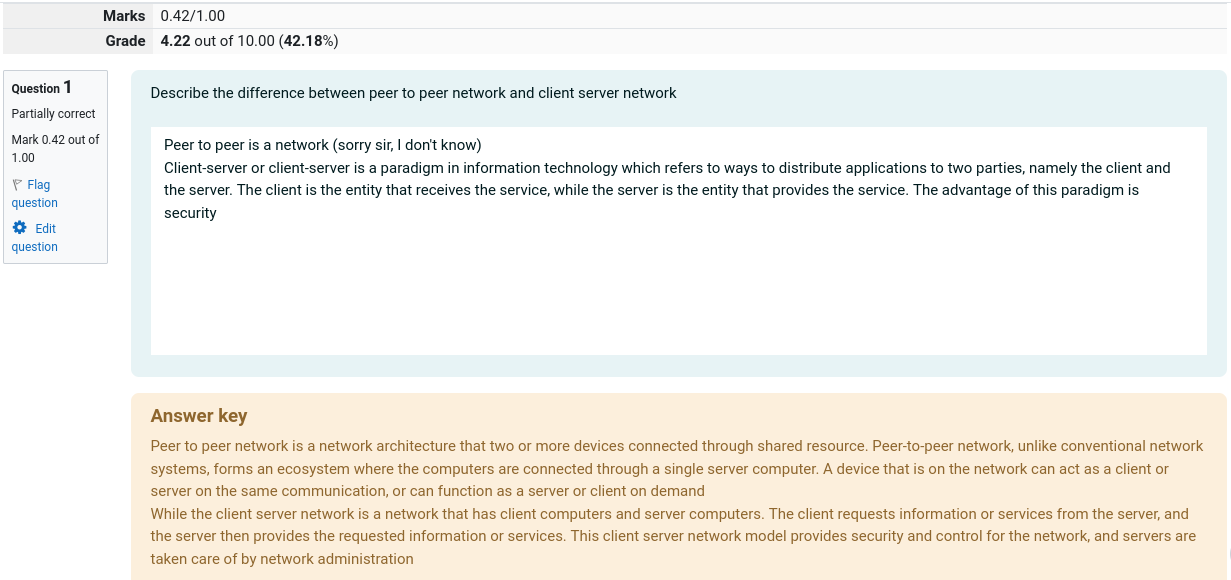 Marks 0.42/1.00
Grade 4.22 out of 10.00 (42.18%)
Question 1
Partially correct
Mark 0.42 out of
1.00
Flag
question
Edit
question
Describe the difference between peer to peer network and client server network
Peer to peer is a network (sorry sir, I don't know)
Client-server or client-server is a paradigm in information technology which refers to ways to distribute applications to two parties, namely the client and
the server. The client is the entity that receives the service, while the server is the entity that provides the service. The advantage of this paradigm is
security
Answer key
Peer to peer network is a network architecture that two or more devices connected through shared resource. Peer-to-peer network, unlike conventional network
systems, forms an ecosystem where the computers are connected through a single server computer. A device that is on the network can act as a client or
server on the same communication, or can function as a server or client on demand
While the client server network is a network that has client computers and server computers. The client requests information or services from the server, and
the server then provides the requested information or services. This client server network model provides security and control for the network, and servers are
taken care of by network administration